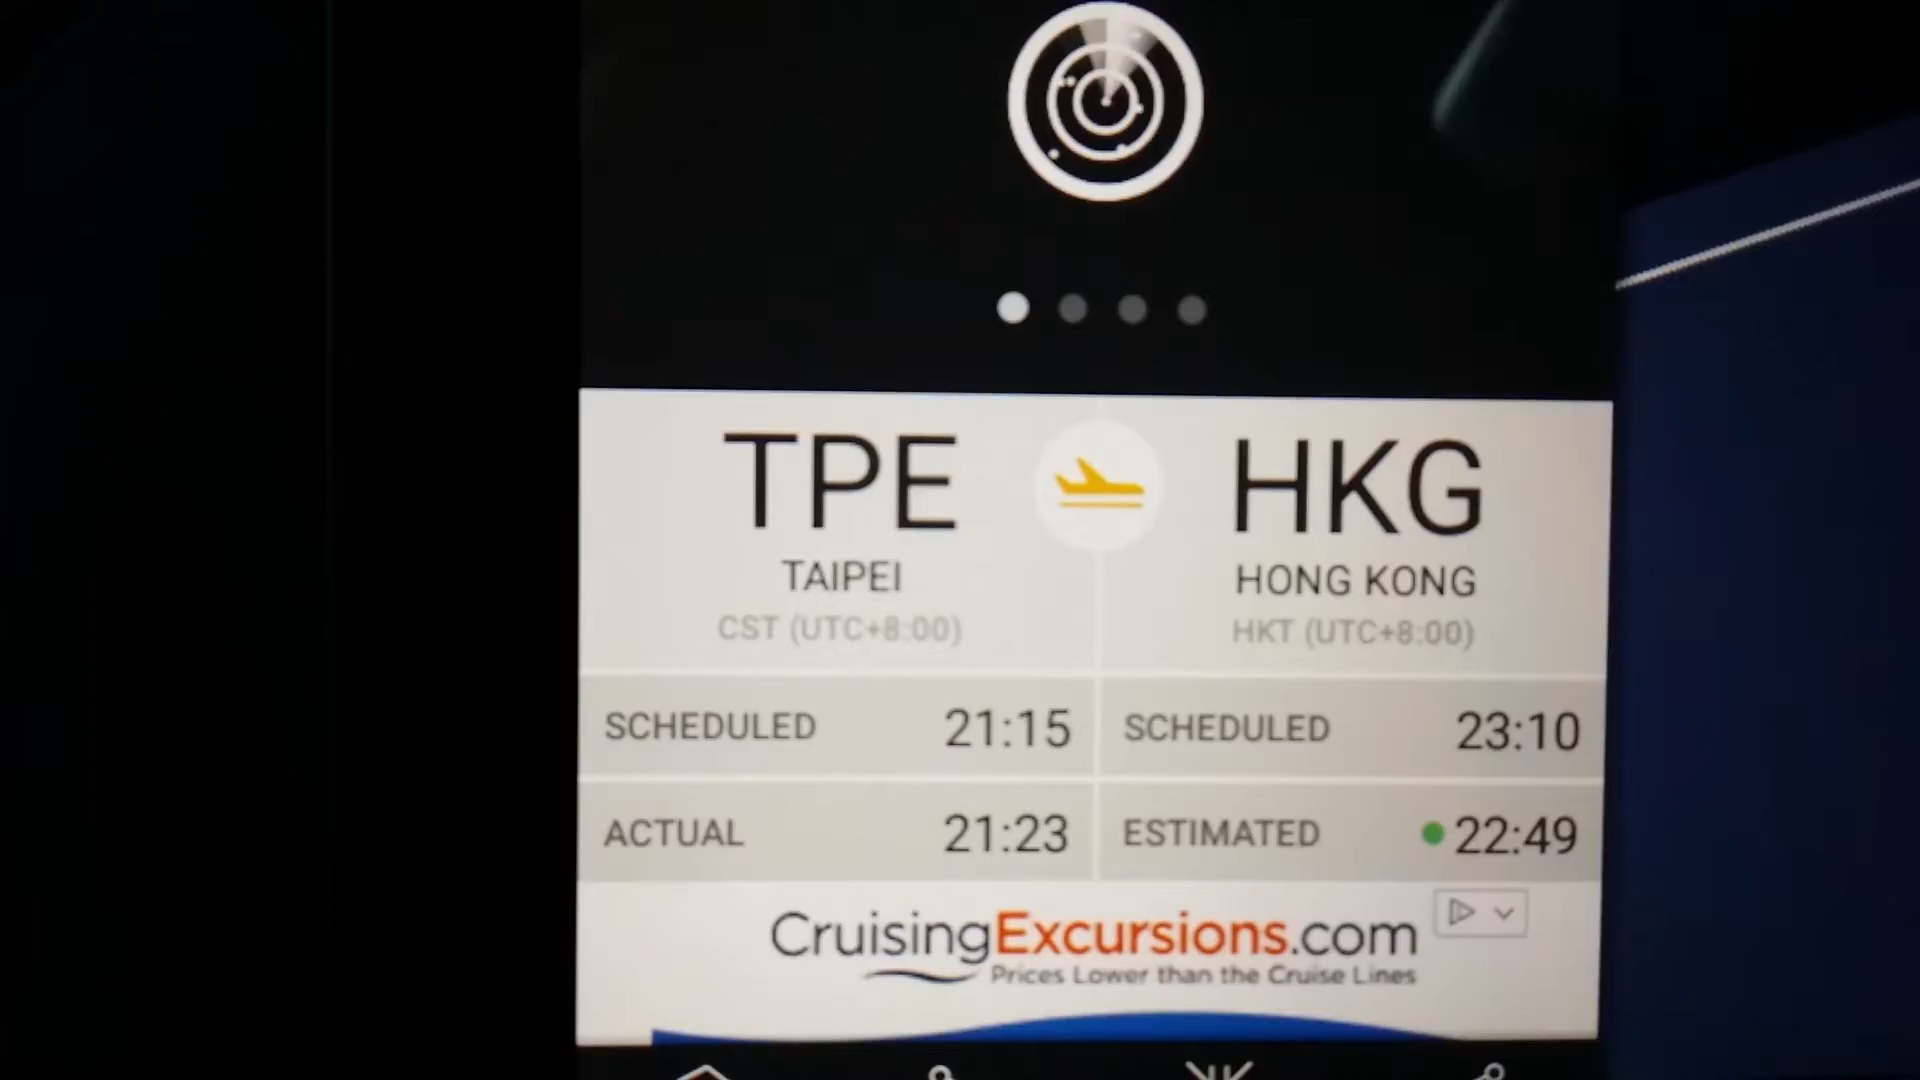 TPE HKG
TAIPEI HONG KONG
CST (UTC+8:00) HKT (UTC+8:00)
SCHEDULED 21:15 SCHEDULED 23:10
ACTUAL 21:23 ESTIMATED 22:49
CruisingExcursions.com
Prices Lower than the Cruise Lines